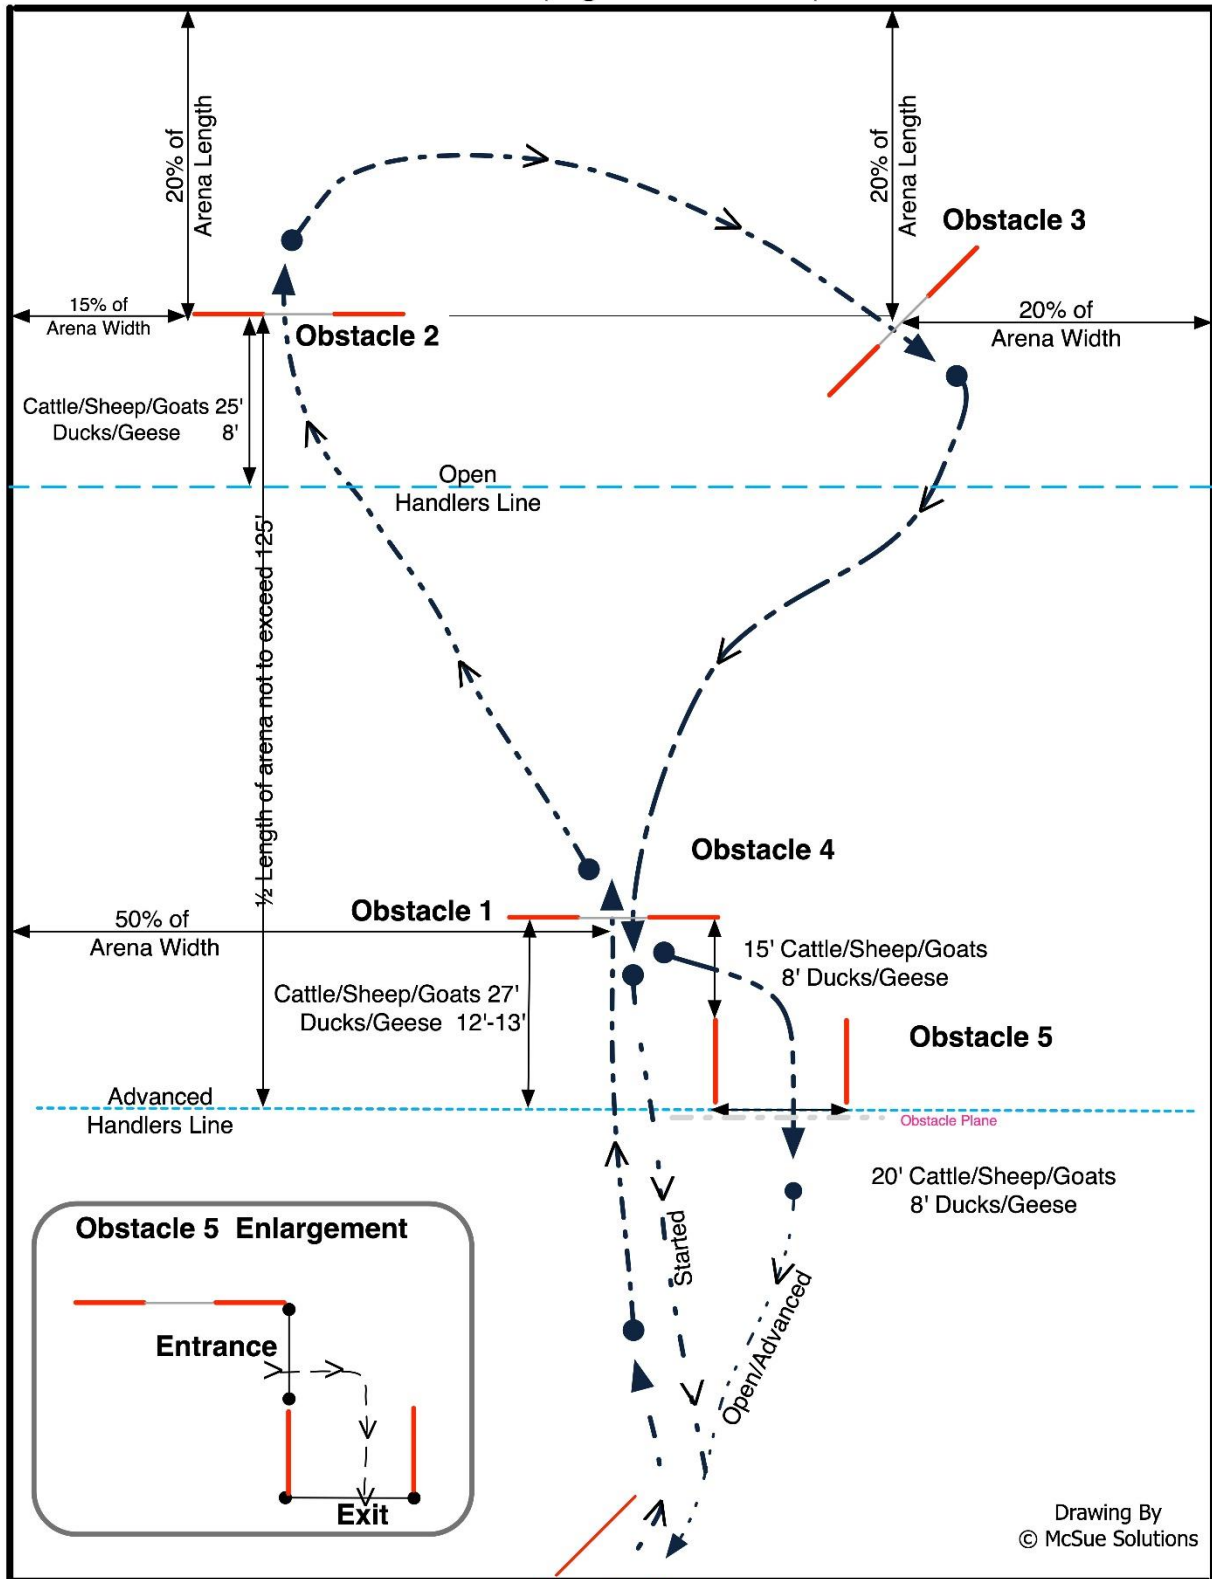 20% of
Arena Length
20% of
Arena Length
Obstacle 3
15% of
Arena Width
Obstacle 2
20% of
Arena Width
Cattle/Sheep/Goats 25'
Ducks/Geese 8'
Open
Handlers Line
½ Length of arena not to exceed 125'
Obstacle 4
Obstacle 1
50% of
Arena Width
15' Cattle/Sheep/Goats
8' Ducks/Geese
Cattle/Sheep/Goats 27'
Ducks/Geese 12'-13'
Obstacle 5
Advanced
Handlers Line
Obstacle Plane
20' Cattle/Sheep/Goats
8' Ducks/Geese
Started
Open/Advanced
Obstacle 5 Enlargement
Entrance
Exit
Drawing By
© McSue Solutions